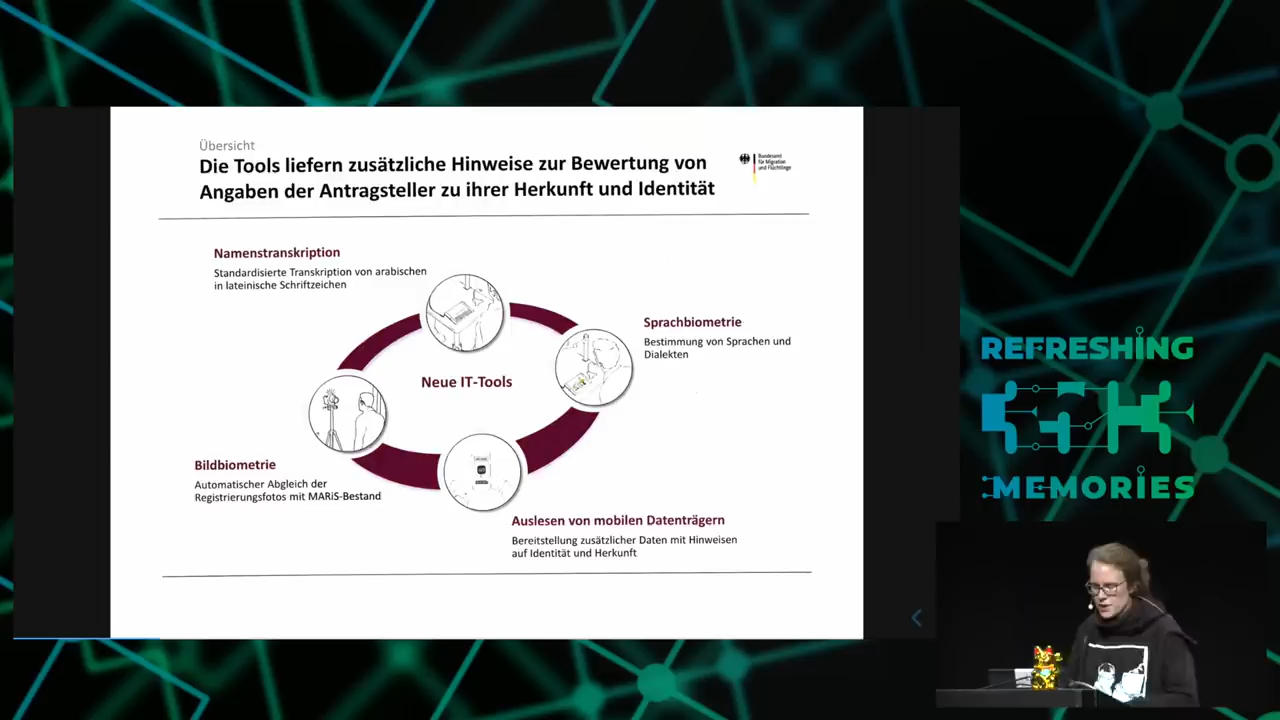 Übersicht
Die Tools liefern zusätzliche Hinweise zur Bewertung von
Angaben der Antragsteller zu ihrer Herkunft und Identität
Bundesamt
für Migration
und Flüchtlinge
Namenstranskription
Standardisierte Transkription von arabischen
in lateinische Schriftzeichen
Sprachbiometrie
Bestimmung von Sprachen und
Dialekten
Neue IT-Tools
Bildbiometrie
Automatischer Abgleich der
Registrierungsfotos mit MARiS-Bestand
Auslesen von mobilen Datenträgern
Bereitstellung zusätzlicher Daten mit Hinweisen
auf Identität und Herkunft
REFRESHING
MEMORIES